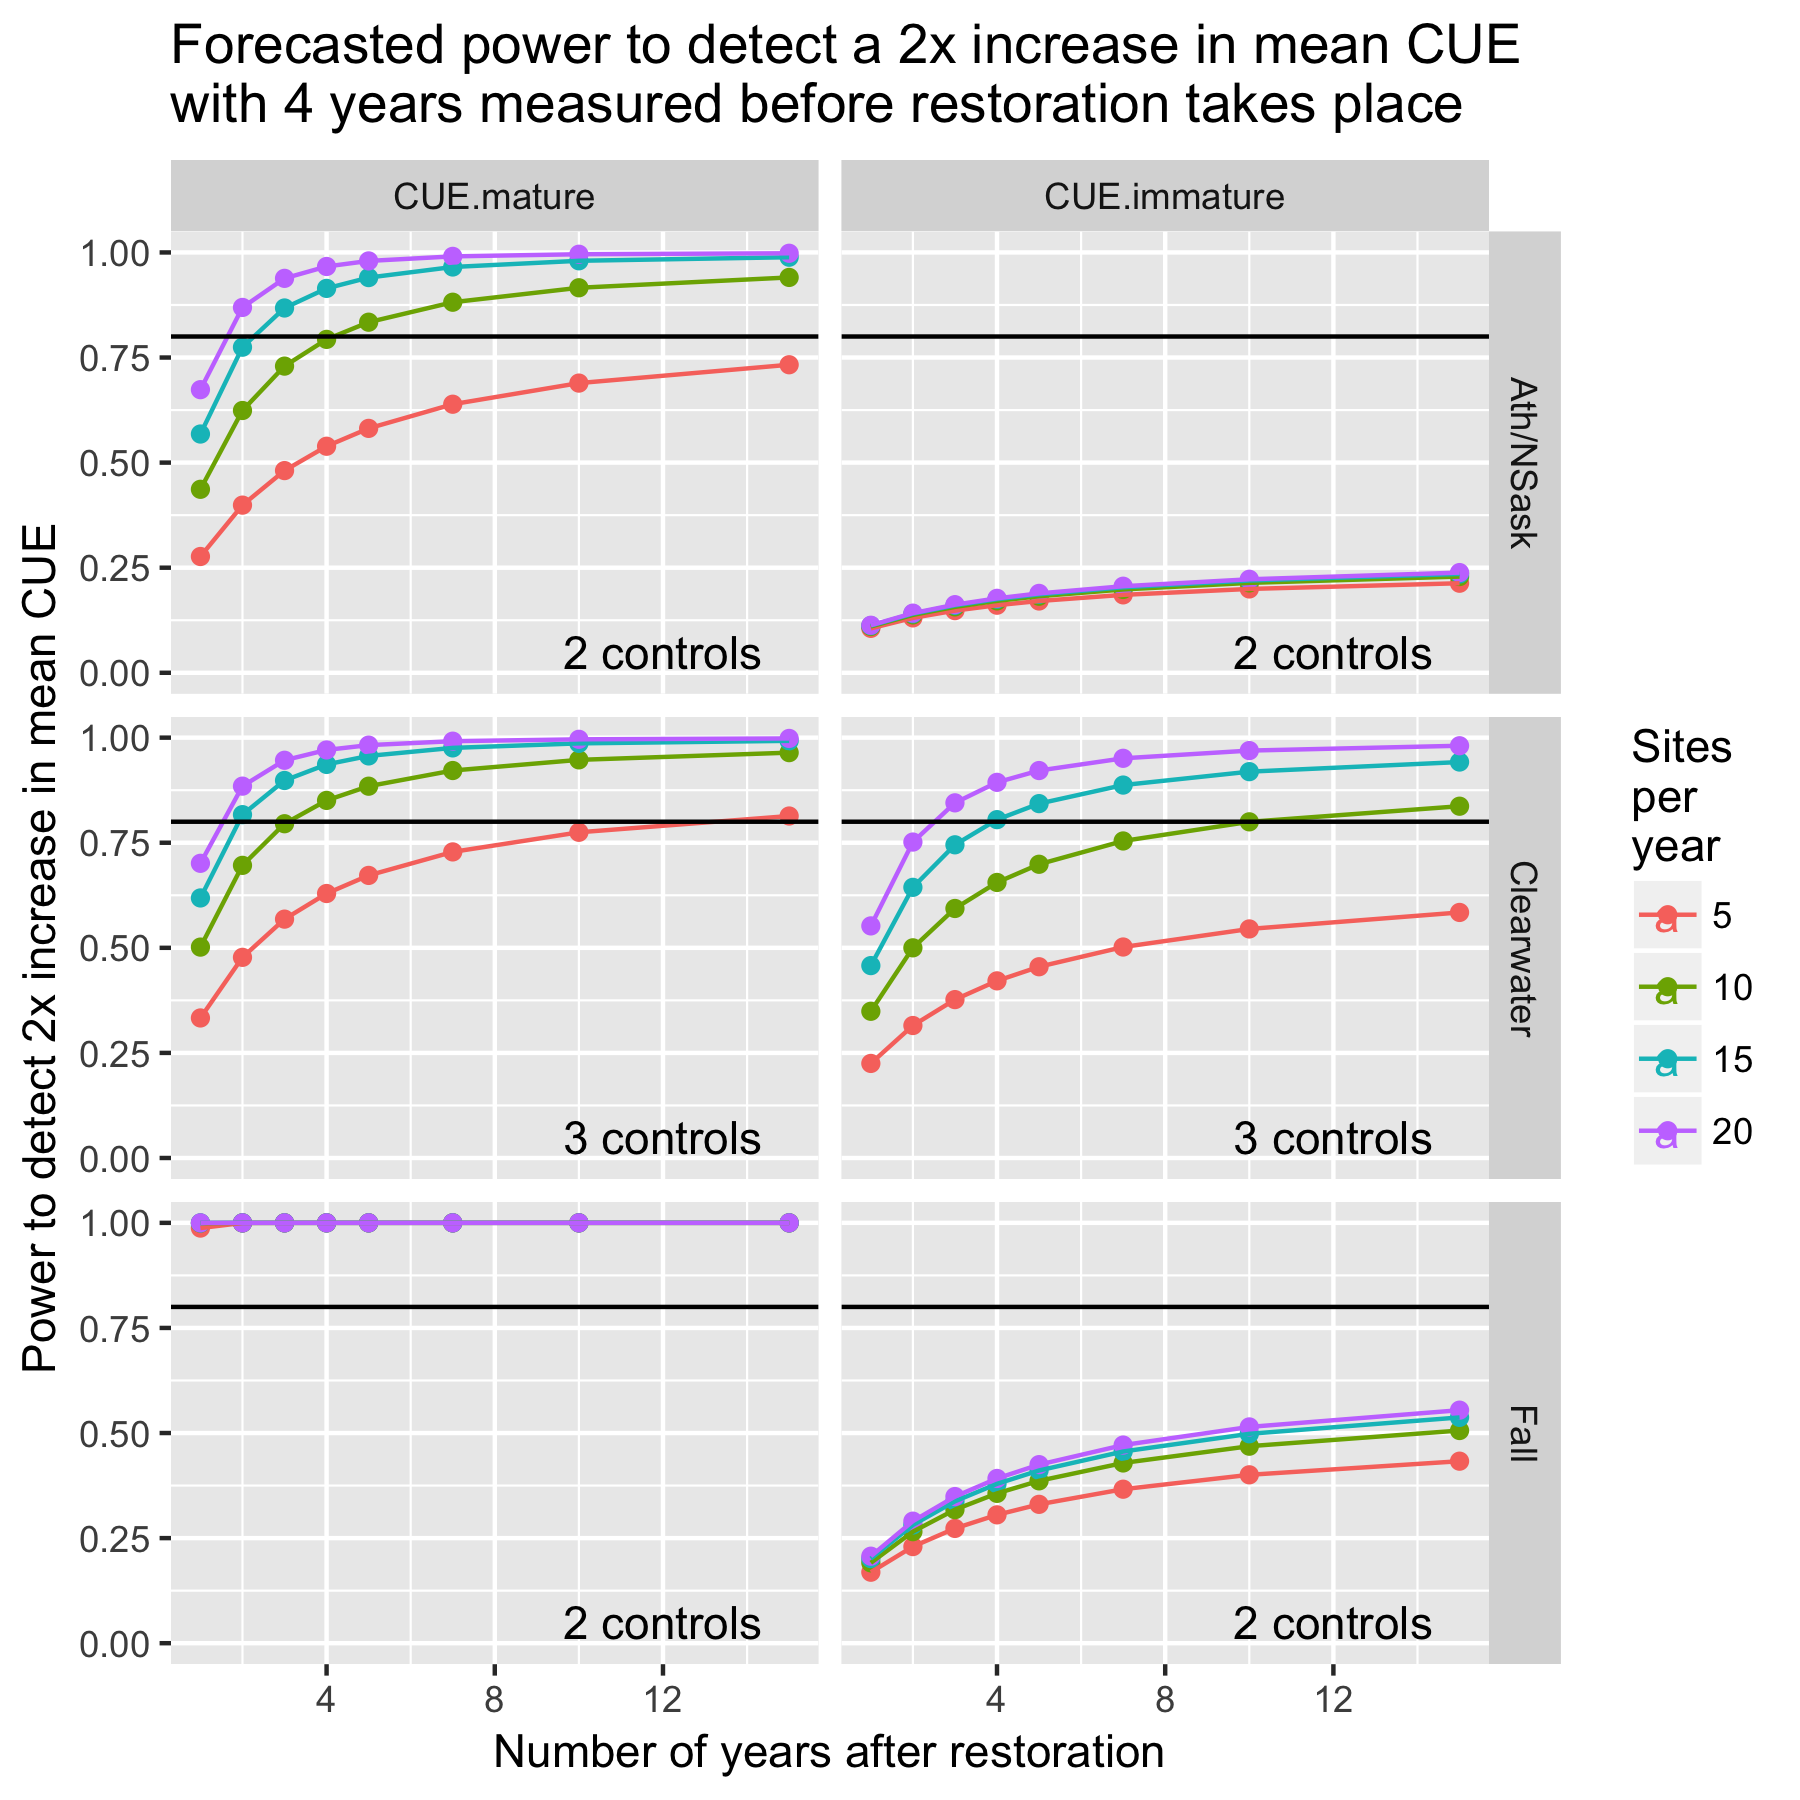 Forecasted power to detect a 2x increase in mean CUE
with 4 years measured before restoration takes place
CUE.mature
CUE.immature
Power to detect 2x increase in mean CUE
1.00
0.75
0.50
0.25
0.00
2 controls
2 controls
Ath/NSask
1.00
0.75
0.50
0.25
0.00
3 controls
3 controls
Clearwater
1.00
0.75
0.50
0.25
0.00
2 controls
2 controls
Fall
4 8 12
4 8 12
Number of years after restoration
Sites
per
year
a 5
a 10
a 15
a 20